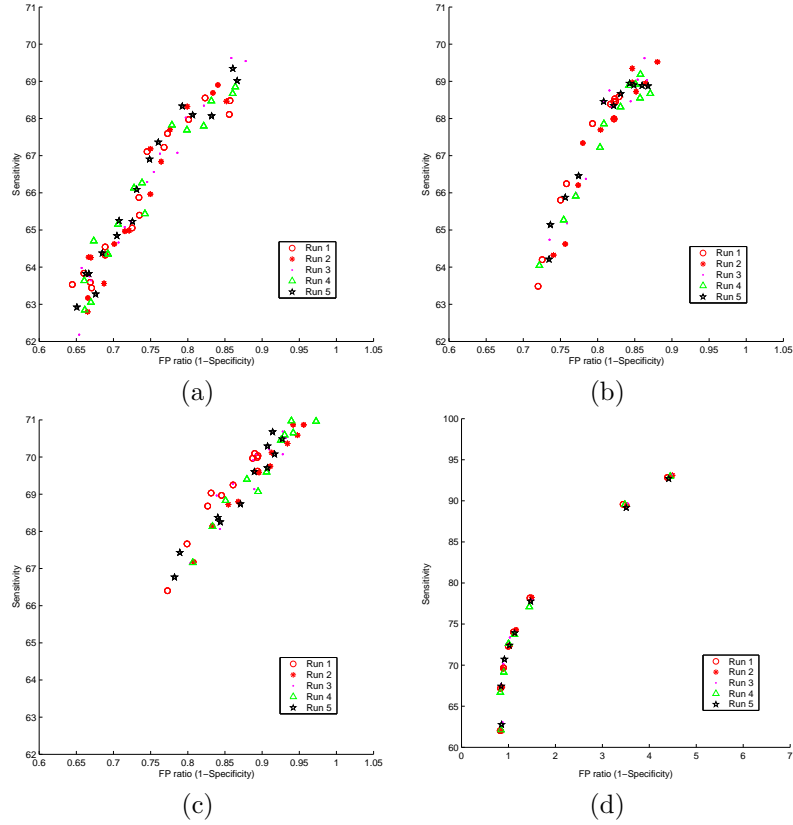 71
70
69
68
67
66
65
64
63
62
Sensitivity
0.6 0.65 0.7 0.75 0.8 0.85 0.9 0.95 1 1.05
FP ratio (1−Specificity)
Run 1
Run 2
Run 3
Run 4
Run 5
(a)
71
70
69
68
67
66
65
64
63
62
Sensitivity
0.6 0.65 0.7 0.75 0.8 0.85 0.9 0.95 1 1.05
FP ratio (1−Specificity)
Run 1
Run 2
Run 3
Run 4
Run 5
(b)
71
70
69
68
67
66
65
64
63
62
Sensitivity
0.6 0.65 0.7 0.75 0.8 0.85 0.9 0.95 1 1.05
FP ratio (1−Specificity)
Run 1
Run 2
Run 3
Run 4
Run 5
(c)
100
95
90
85
80
75
70
65
60
Sensitivity
0 1 2 3 4 5 6 7
FP ratio (1−Specificity)
Run 1
Run 2
Run 3
Run 4
Run 5
(d)